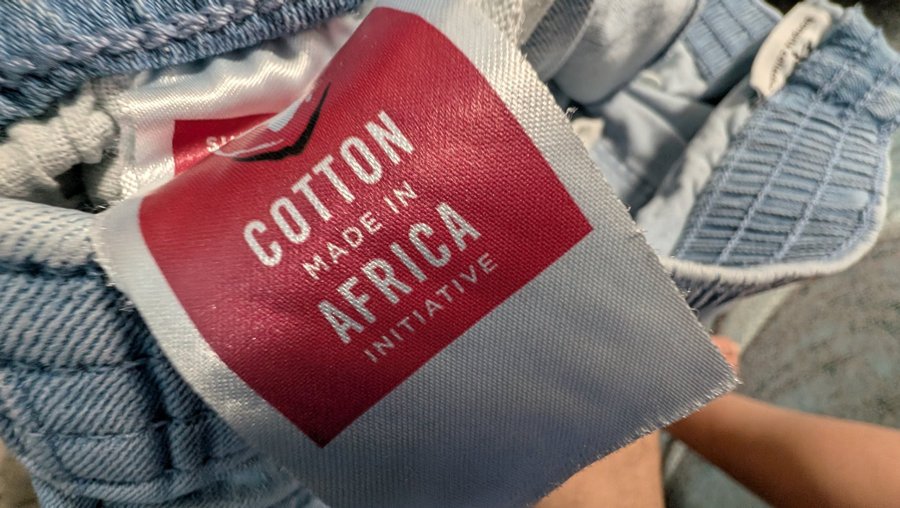 COTTON
MADE IN
AFRICA
INITIATIVE